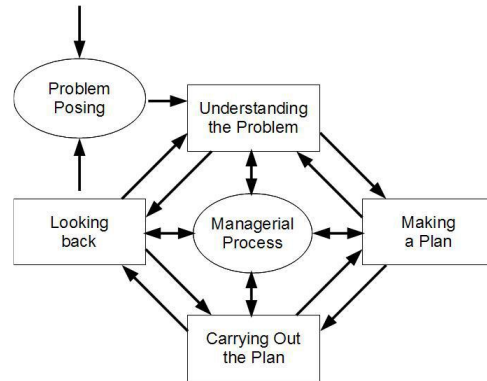 Problem
Posing
Understanding
the Problem
Looking
back
Managerial
Process
Making
a Plan
Carrying Out
the Plan